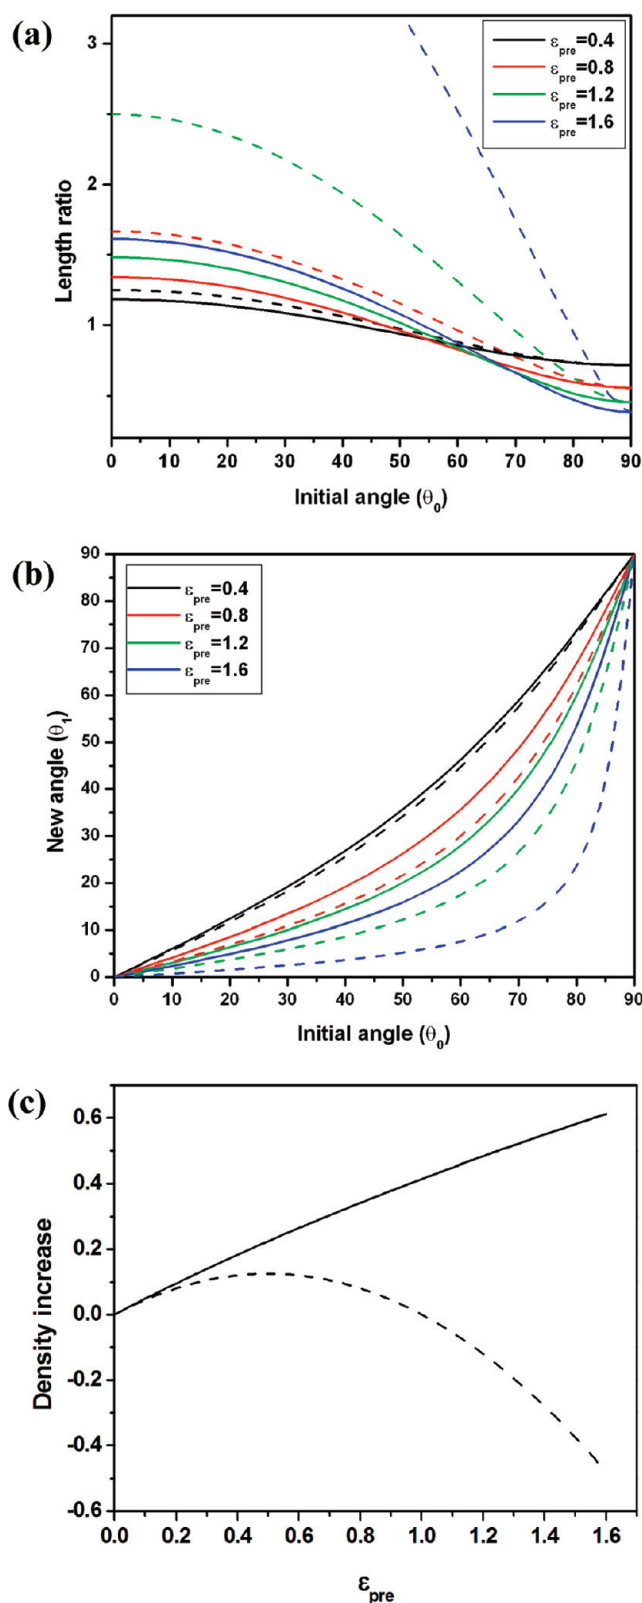 (a)
3
2
1
Length ratio
ε_pre=0.4
ε_pre=0.8
ε_pre=1.2
ε_pre=1.6
0 10 20 30 40 50 60 70 80 90
Initial angle (θ_0)
(b)
90
80
70
60
50
40
30
20
10
0
New angle (θ_1)
ε_pre=0.4
ε_pre=0.8
ε_pre=1.2
ε_pre=1.6
0 10 20 30 40 50 60 70 80 90
Initial angle (θ_0)
(c)
0.6
0.4
0.2
0.0
-0.2
-0.4
-0.6
Density increase
0.0 0.2 0.4 0.6 0.8 1.0 1.2 1.4 1.6
ε_pre